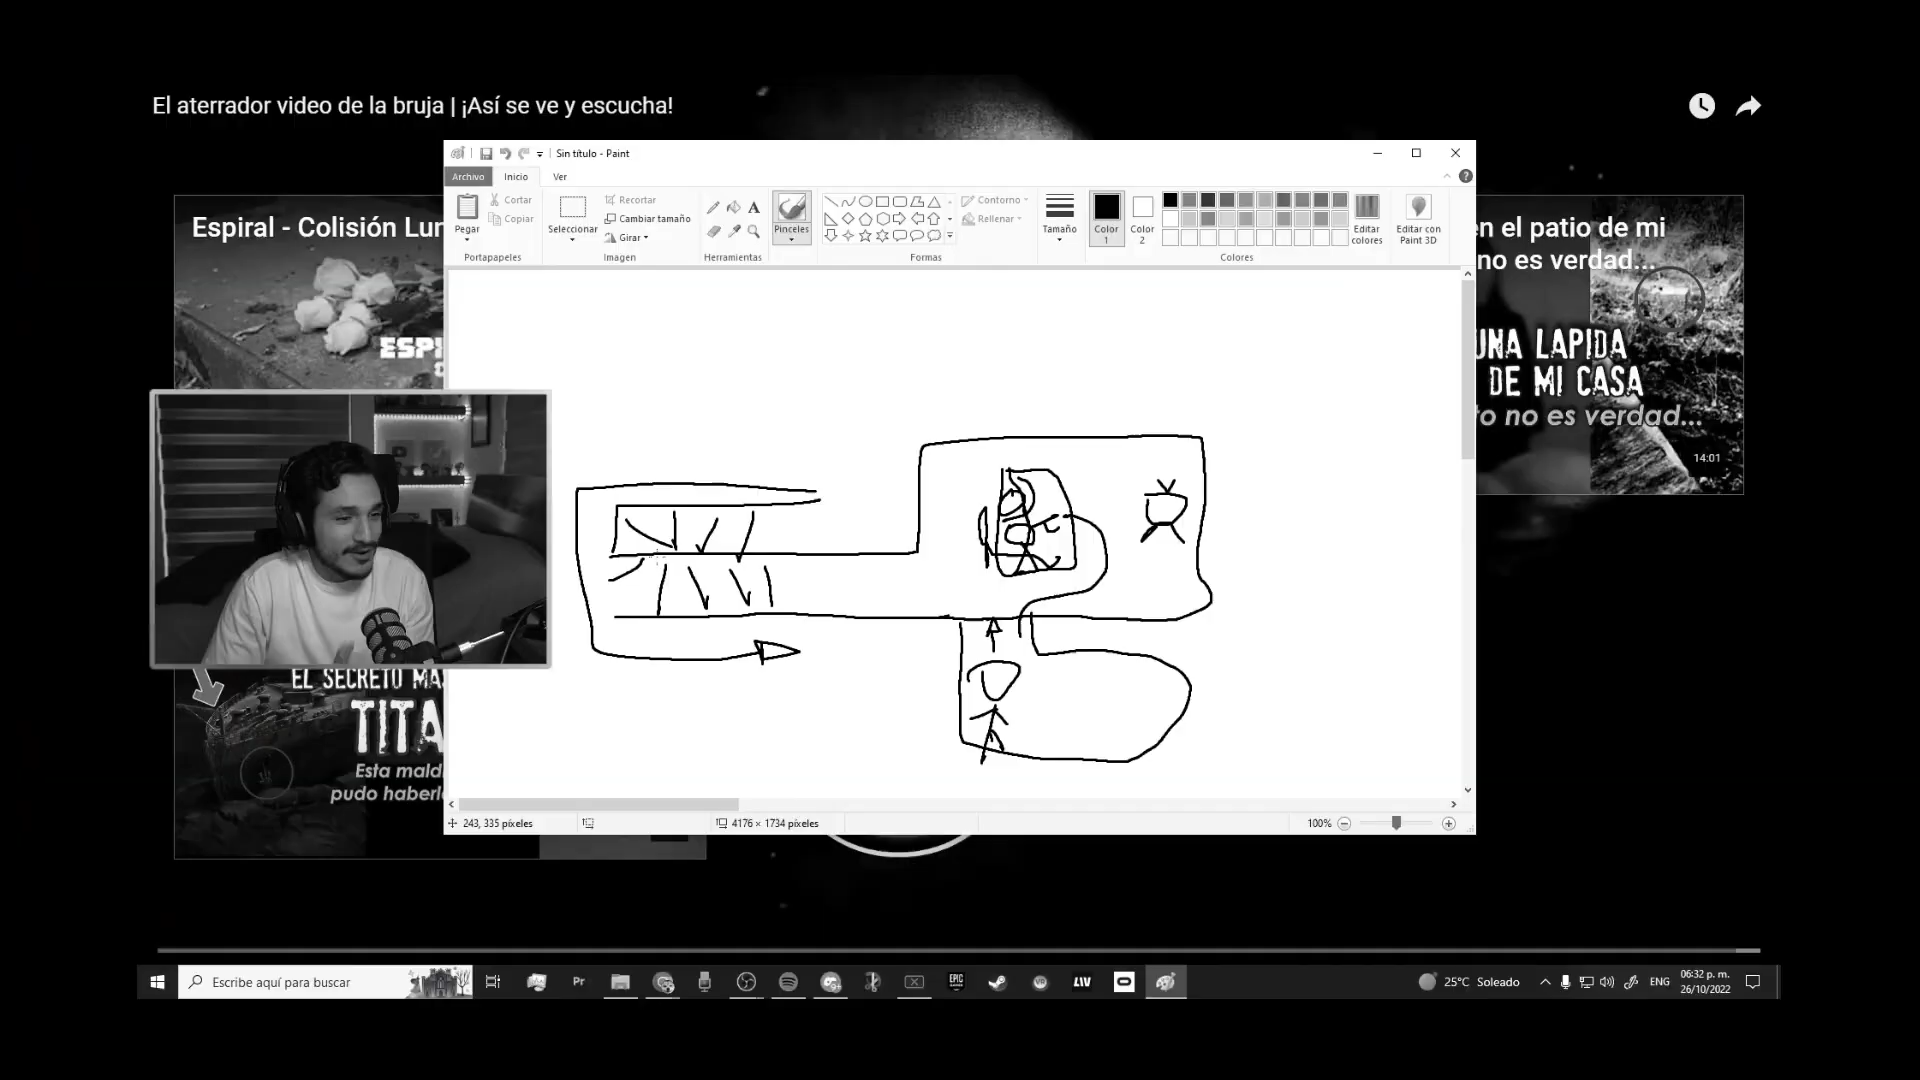 El aterrador video de la bruja | ¡Así se ve y escucha!
Sin título - Paint
Archivo
Inicio
Ver
Pegar
Cortar
Copiar
Portapapeles
Seleccionar
Recortar
Cambiar tamaño
Girar
Imagen
A
Herramientas
Pinceles
Contorno
Rellenar
Formas
Tamaño
Color
1
Color
2
Editar
colores
Editar con
Paint 3D
Colores
Espiral - Colisión Lun
ESPI
en el patio de mi
no es verdad...
UNA LAPIDA
DE MI CASA
to no es verdad...
14:01
EL SECRETO MA
TITA
Esta mald
pudo haberl
243, 335 píxeles
4176 × 1734 píxeles
100%
Escribe aquí para buscar
Pr
EPIC
LIV
25°C Soleado
ENG
06:32 p. m.
26/10/2022